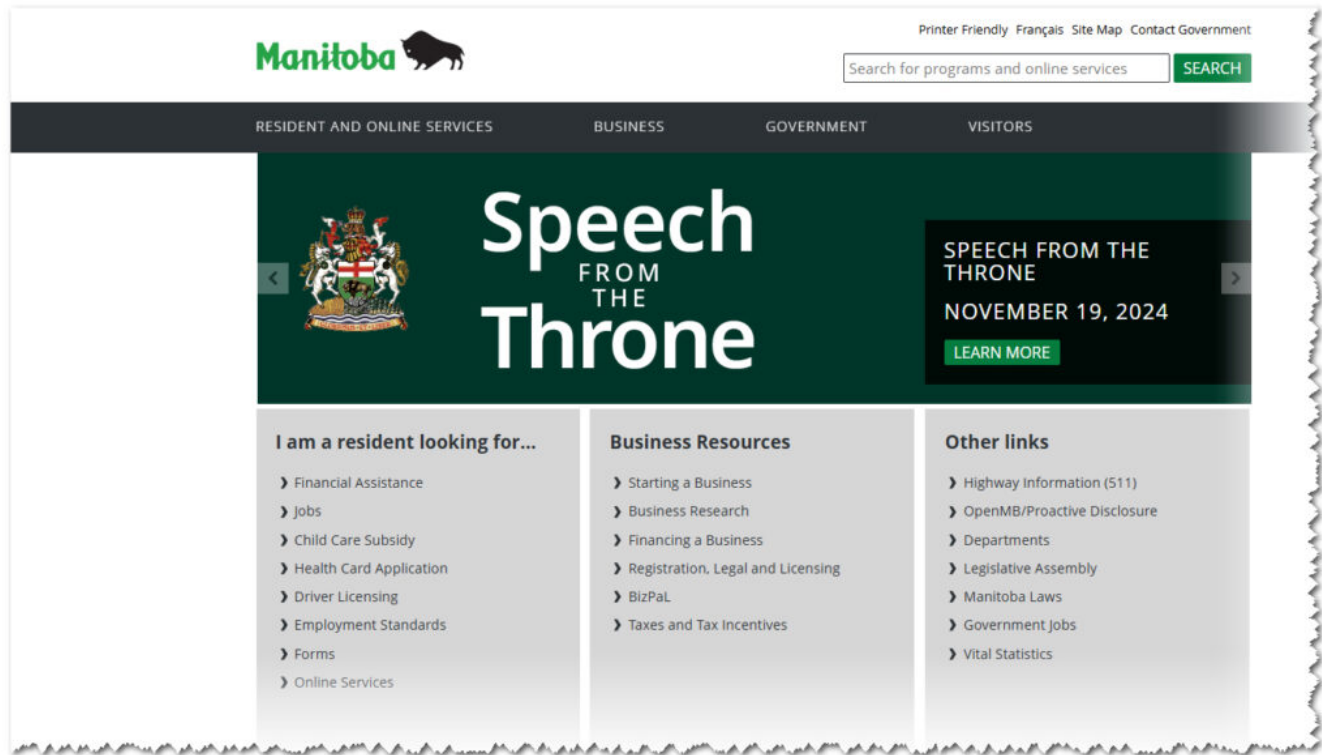 Printer Friendly Français Site Map Contact Government
Manitoba
Search for programs and online services SEARCH
RESIDENT AND ONLINE SERVICES BUSINESS GOVERNMENT VISITORS
Speech
FROM
THE
Throne
SPEECH FROM THE
THRONE
NOVEMBER 19, 2024
LEARN MORE
I am a resident looking for...
Financial Assistance
Jobs
Child Care Subsidy
Health Card Application
Driver Licensing
Employment Standards
Forms
Online Services
Business Resources
Starting a Business
Business Research
Financing a Business
Registration, Legal and Licensing
BizPaL
Taxes and Tax Incentives
Other links
Highway Information (511)
OpenMB/Proactive Disclosure
Departments
Legislative Assembly
Manitoba Laws
Government Jobs
Vital Statistics